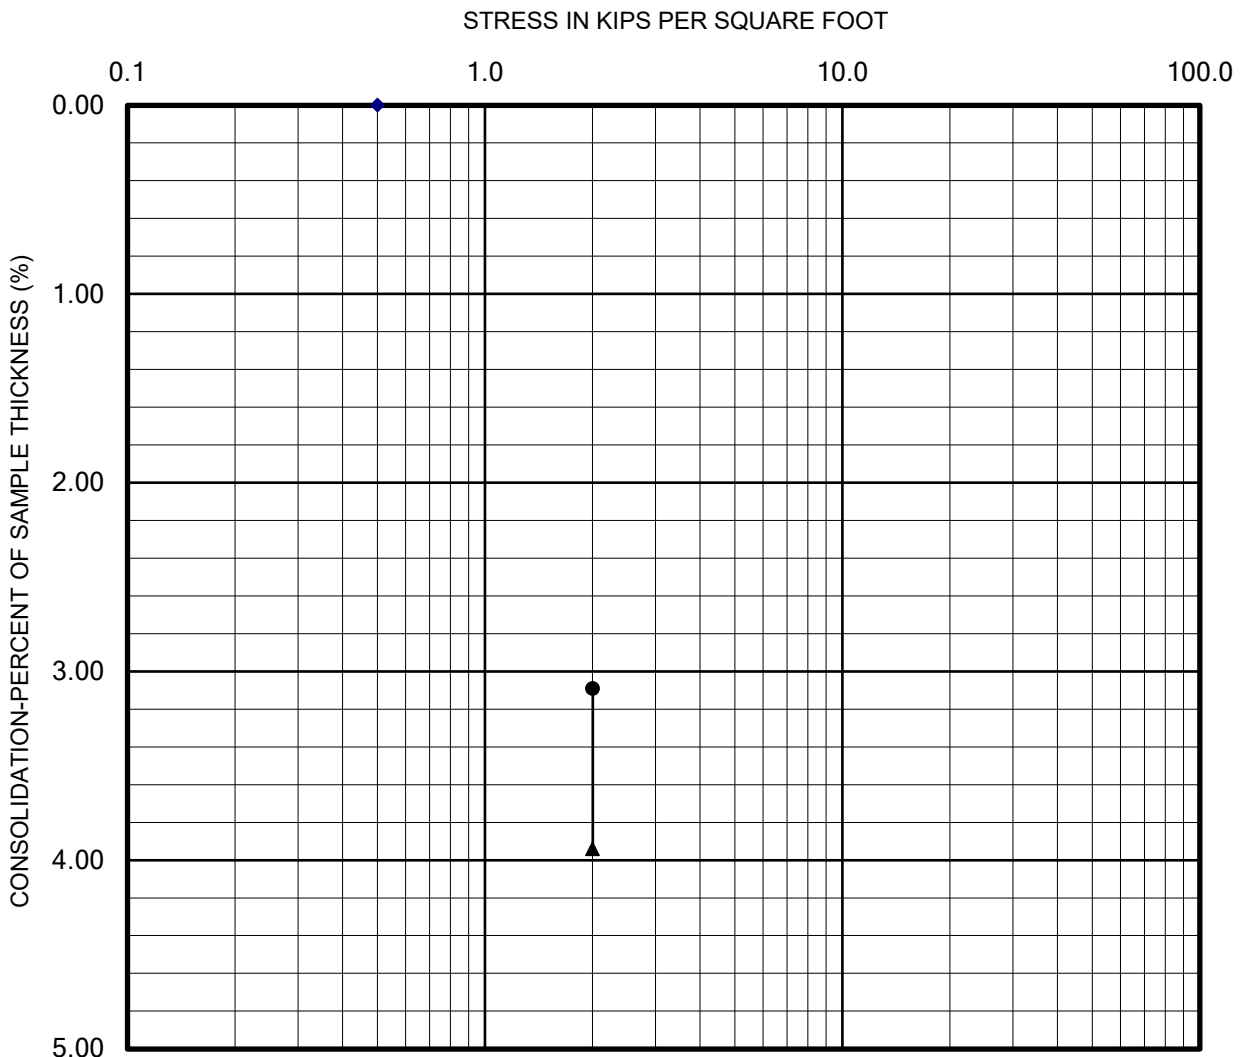 STRESS IN KIPS PER SQUARE FOOT
0.1 1.0 10.0 100.0
0.00
1.00
2.00
3.00
4.00
5.00
CONSOLIDATION-PERCENT OF SAMPLE THICKNESS (%)